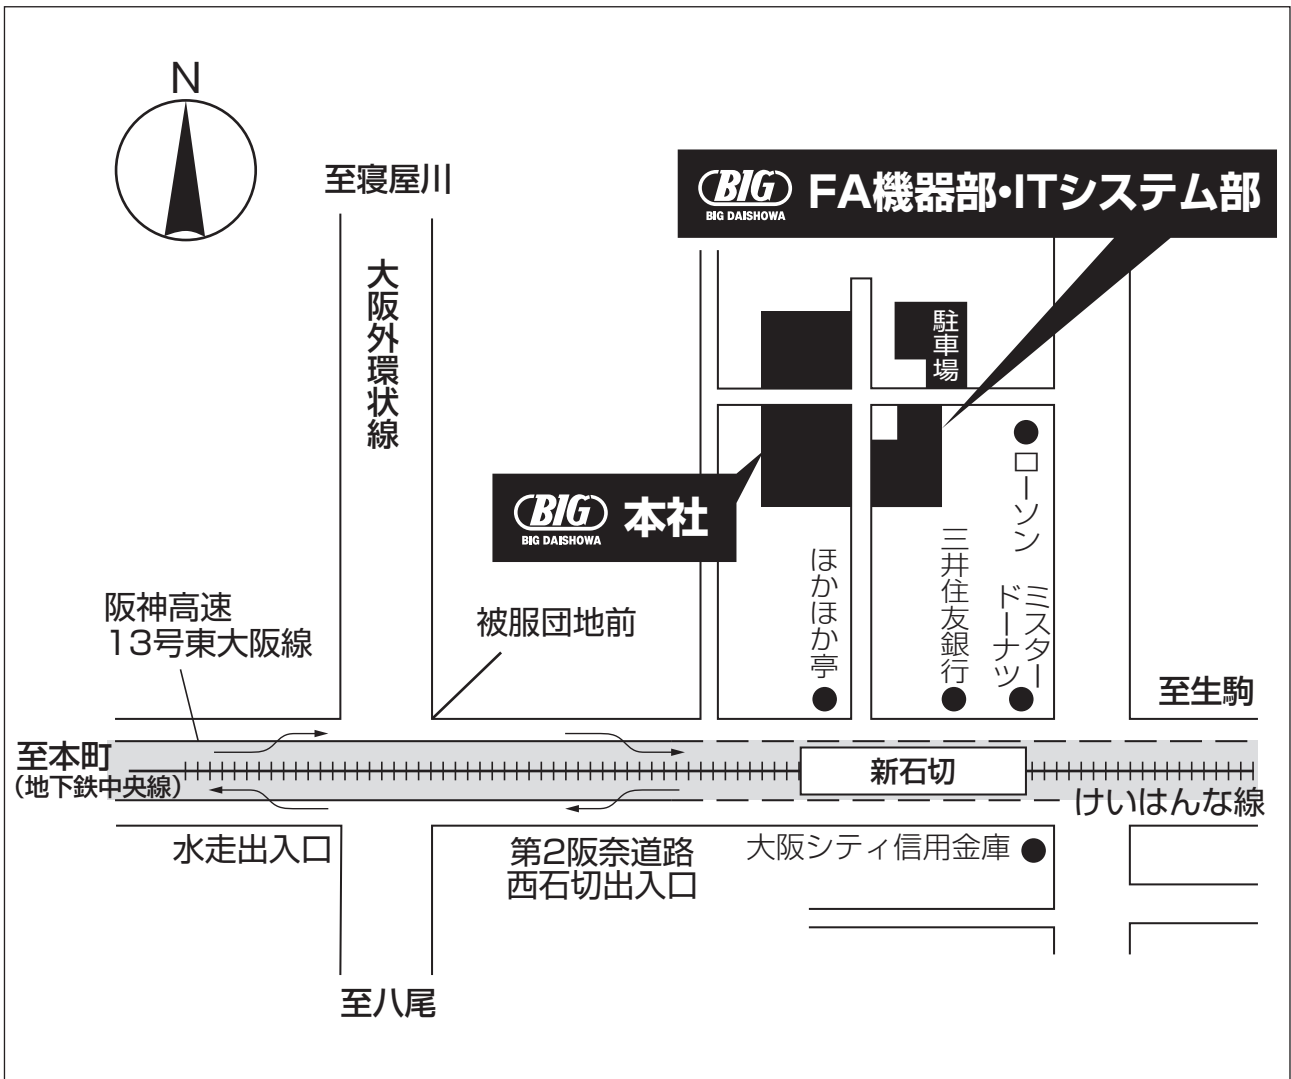 N
至寝屋川
BIG
BIG DAISHOWA
FA機器部・ITシステム部
大阪外環状線
駐車場
ローソン
BIG
BIG DAISHOWA
本社
ほかほか亭
三井住友銀行
ミスター
ドーナツ
阪神高速
13号東大阪線
被服団地前
至生駒
至本町
(地下鉄中央線)
新石切
けいはんな線
水走出入口
第2阪奈道路
西石切出入口
大阪シティ信用金庫
至八尾